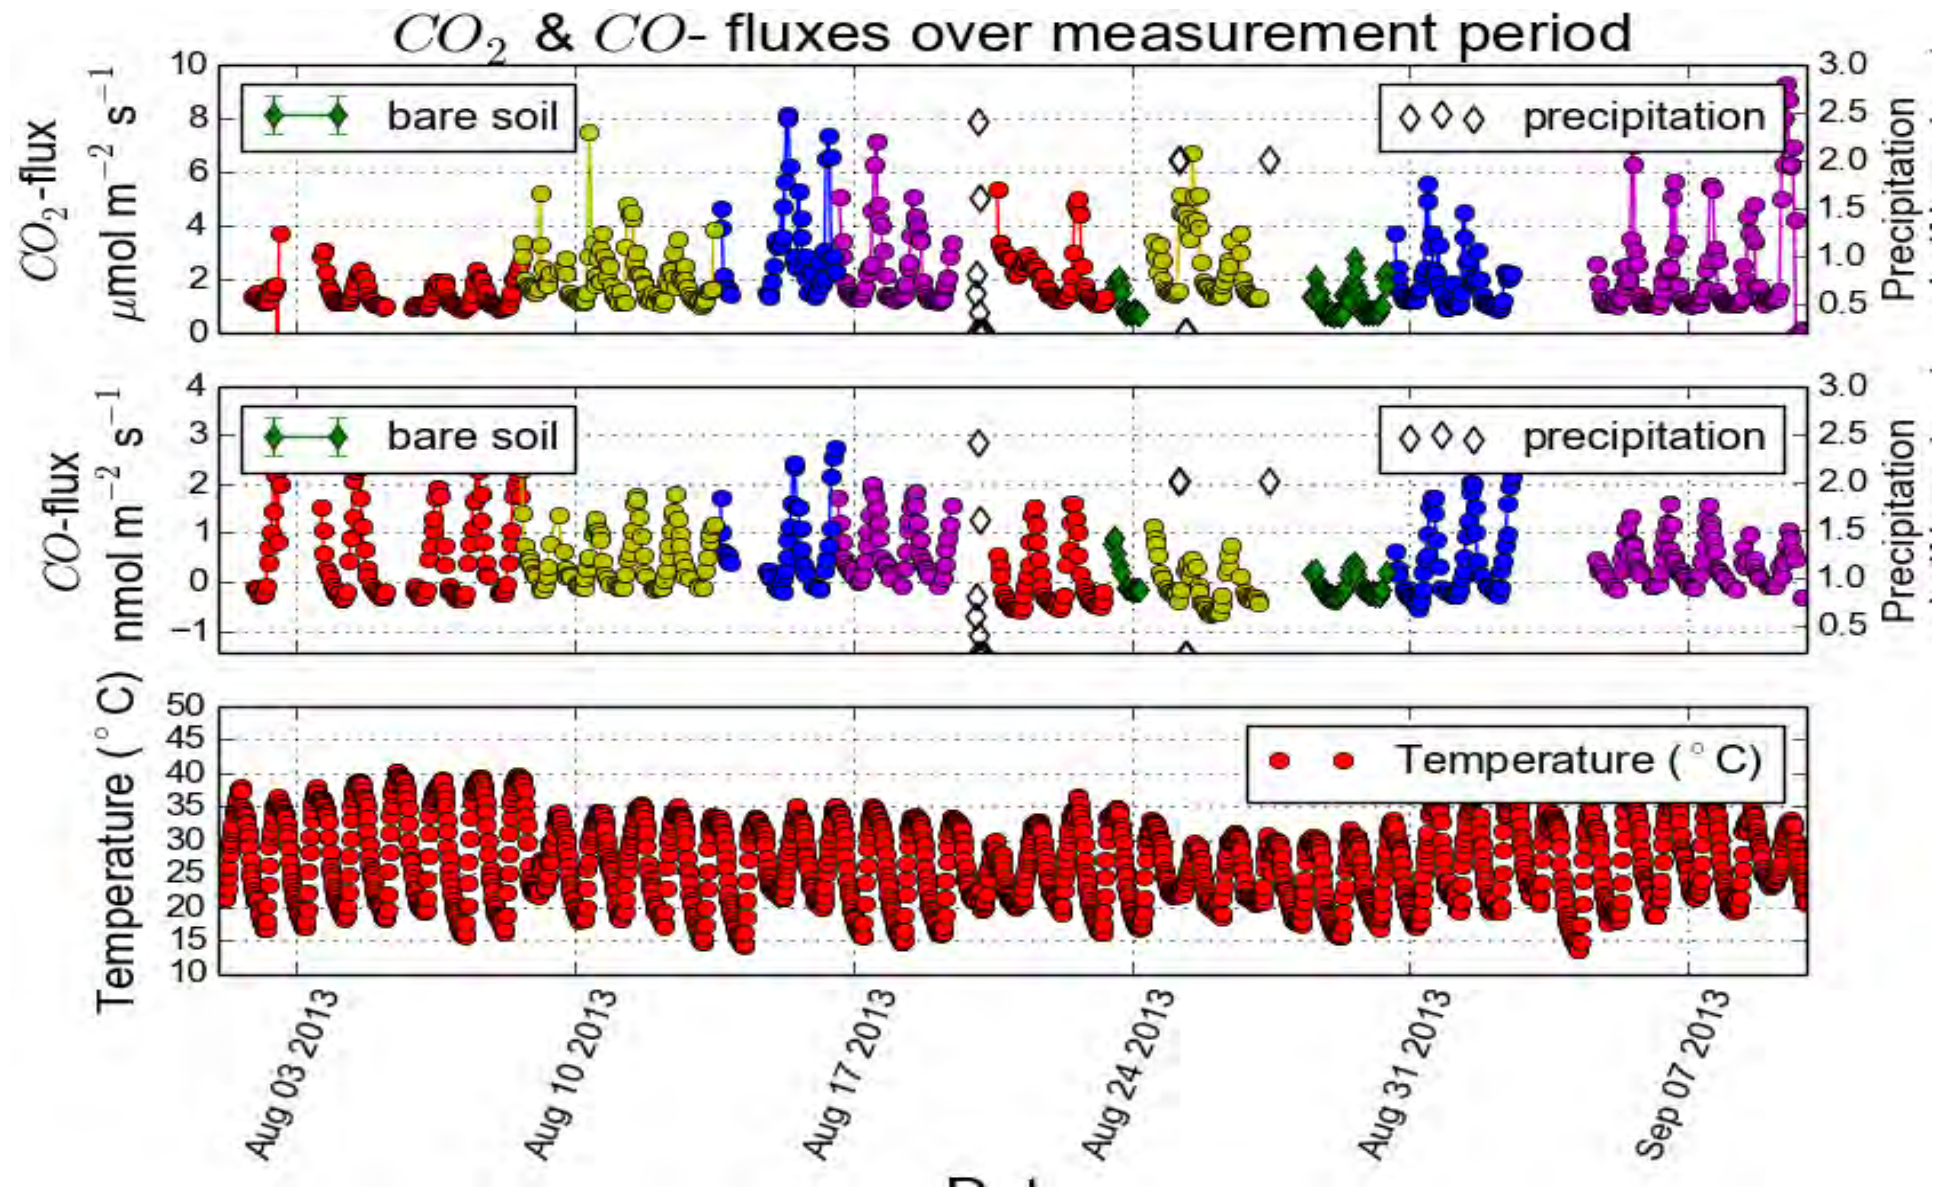 CO₂ & CO- fluxes over measurement period
CO₂-flux
μmol m⁻² s⁻¹
10
8
6
4
2
0
bare soil
precipitation
3.0
2.5
2.0
1.5
1.0
0.5
Precipitation
CO-flux
nmol m⁻² s⁻¹
4
3
2
1
0
−1
bare soil
precipitation
3.0
2.5
2.0
1.5
1.0
0.5
Precipitation
Temperature (°C)
50
45
40
35
30
25
20
15
10
Temperature (°C)
Aug 03 2013
Aug 10 2013
Aug 17 2013
Aug 24 2013
Aug 31 2013
Sep 07 2013